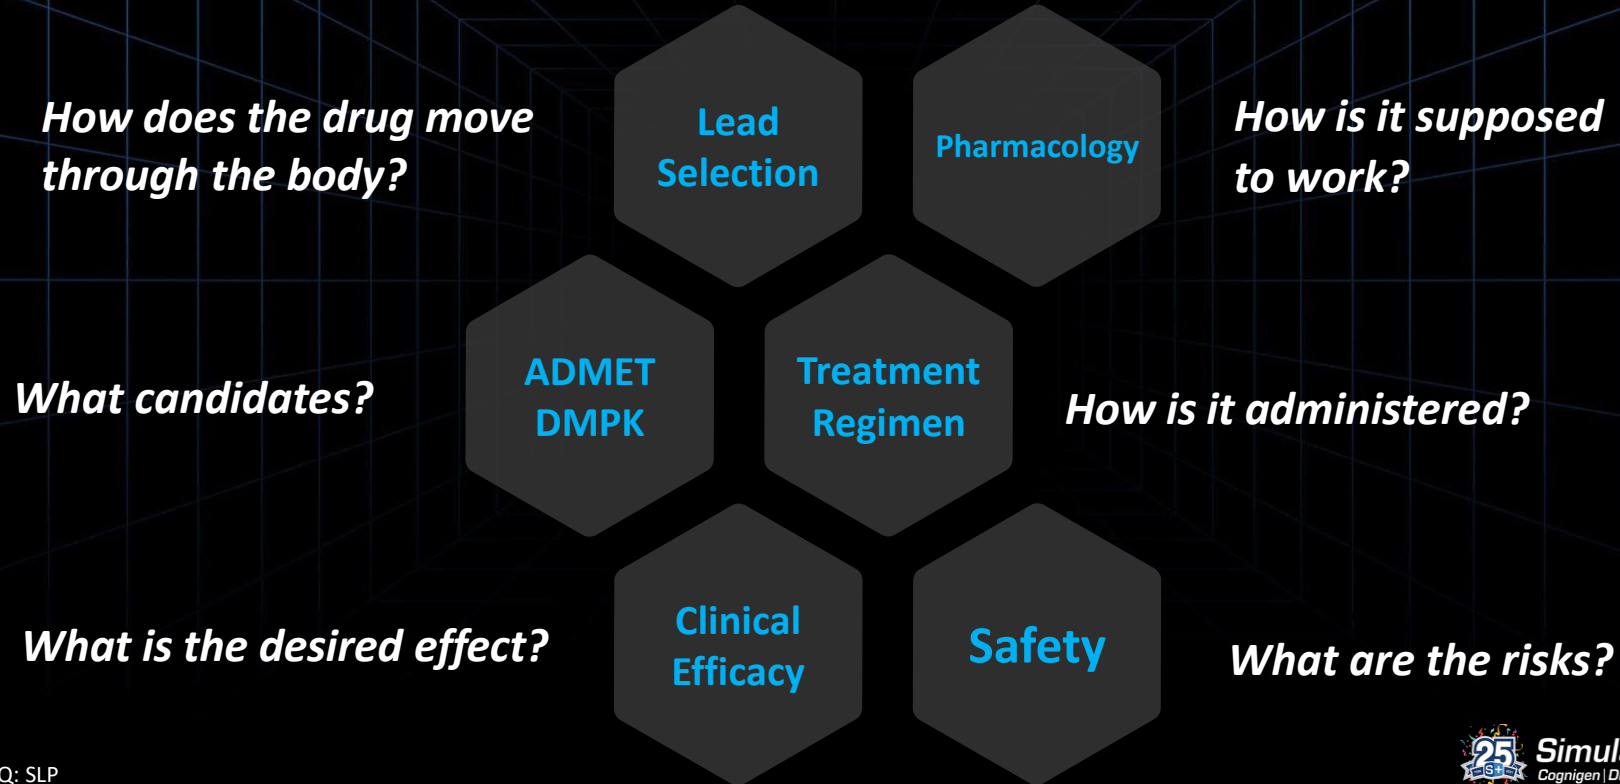 How does the drug move
through the body?
Lead
Selection
Pharmacology
How is it supposed
to work?
What candidates?
ADMET
DMPK
Treatment
Regimen
How is it administered?
What is the desired effect?
Clinical
Efficacy
Safety
What are the risks?
Q: SLP
25
S+
Simul
Cognigen | D